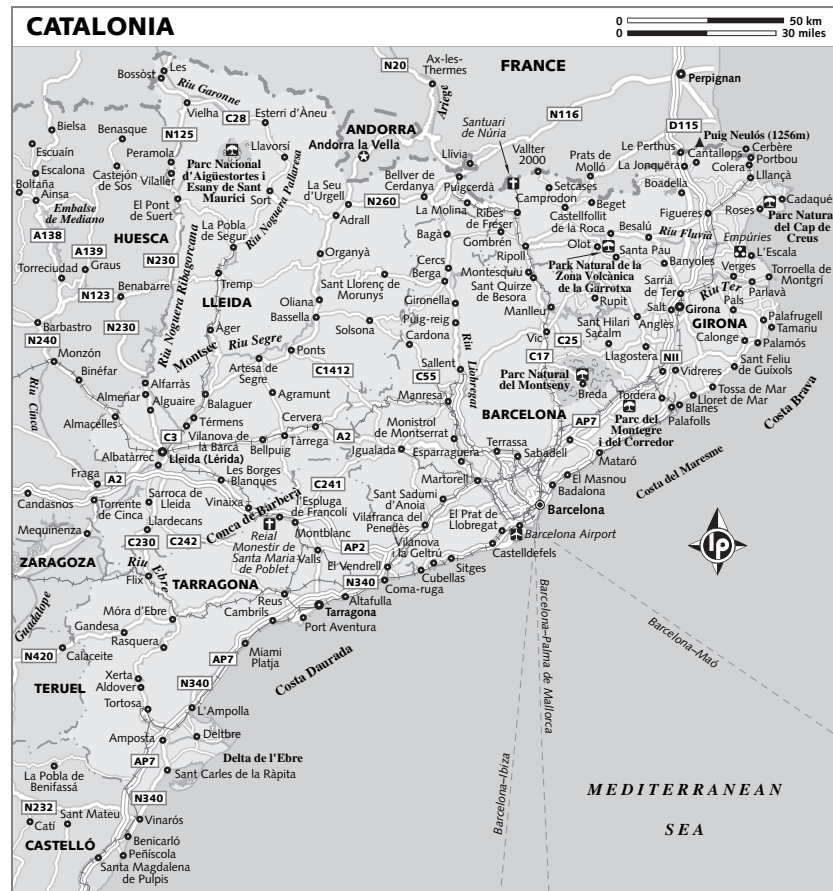 CATALONIA
0 50 km
0 30 miles
Ax-les-
Thermes
FRANCE
Perpignan
N20
Les
Bossòst
Riu Garonne
Vielha
Esterri d'Àneu
C28
Ariege
Santuari
de Núria
N116
D115
Puig Neulós (1256m)
Bielsa
Benasque
N125
Llavorsí
ANDORRA
Andorra la Vella
Vallter
2000
Prats de
Molló
Le Perthus
La Jonquera
Cantallops
Cerbère
Portbou
Colera
Llançà
Escuaín
Escalona
Boltaña
Ainsa
Peramola
Castejón
de Sos
Vilaller
Parc Nacional
d'Aigüestortes i
Esany de Sant
Maurici
Riu Noguera Pallaresa
Sort
La Seu
d'Urgell
N260
Bellver de
Cerdanya
Llívia
Puigcerdà
Setcases
Camprodon
Beget
Boadella
Embalse
de Mediano
El Pont
de Suert
Adrall
La Molina
Ribes
de Freser
Castellfollit
de la Roca
Besalú
Figueres
Roses
Cadaqués
Parc Natural
del Cap de
Creus
A138
HUESCA
La Pobla
de Segur
Organyà
Bagà
Gombrén
Ripoll
Olot
Santa Pau
Riu Fluvià
Empúries
L'Escala
A139
Graus
Torreciudad
N230
Riu Noguera Ribagorçana
Tremp
Sant Llorenç de
Morunys
Cercs
Berga
Montesquiu
Sant Quirze
de Besora
Park Natural de la
Zona Volcànica
de la Garrotxa
Banyoles
Verges
Torroella de
Montgrí
N123
Benabarre
LLEIDA
Oliana
Bassella
Gironella
Manlleu
Rupit
Sarrià
de Ter
Riu Ter
Parlavà
Salt
Girona
Pals
Barbastro
N230
Solsona
Puig-reig
Riu Llobregat
Sant Hilari
Sacalm
Anglès
GIRONA
Palafrugell
Tamariu
N240
Àger
Montsec
Riu Segre
Cardona
Vic
C25
C17
Calonge
Palamós
Monzón
Ponts
Llagostera
NII
Binéfar
Artesa de
Segre
C1412
Sallent
C55
Parc Natural
del Montseny
Vidreres
Sant Feliu
de Guíxols
Riu Cinca
Alfarràs
Agramunt
Manresa
Breda
Tossa de Mar
Almenar
Alguaire
Balaguer
BARCELONA
Tordera
Lloret de Mar
Blanes
Palafolls
Costa Brava
Almacelles
Térmens
Cervera
Monistrol
de Montserrat
AP7
Parc del
Montegre
i del Corredor
C3
Vilanova de
la Barca
Bellpuig
Tàrrega
A2
Terrassa
Albatàrrec
Lleida (Lérida)
Igualada
Esparraguera
Sabadell
Mataró
Fraga
A2
Les Borges
Blanques
C241
Martorell
El Masnou
Badalona
Costa del Maresme
Candasnos
Torrente
de Cinca
Sarroca de
Lleida
Vinaixa
Conca de Barberà
l'Espluga
de Francolí
Sant Sadurní
d'Anoia
Barcelona
Mequinenza
Llardecans
Montblanc
Vilafranca del
Penedès
El Prat de
Llobregat
Barcelona Airport
C230
C242
Reial
Monestir de
Santa Maria
de Poblet
Valls
AP2
Vilanova
i la Geltrú
Castelldefels
LP
ZARAGOZA
Riu Ebre
El Vendrell
Sitges
Flix
TARRAGONA
N340
Cubellas
Coma-ruga
Guadalope
Reus
Altafulla
Móra d'Ebre
Cambrils
Tarragona
Gandesa
Port Aventura
Barcelona–Palma de Mallorca
Barcelona–Maó
Rasquera
N420
Calaceite
Miami
Platja
AP7
Costa Daurada
TERUEL
Xerta
Aldover
N340
Tortosa
L'Ampolla
Amposta
Deltbre
Barcelona–Ibiza
AP7
Delta de l'Ebre
La Pobla de
Benifassá
Sant Carles de la Ràpita
MEDITERRANEAN
SEA
N232
N340
Sant Mateu
Catí
Vinarós
CASTELLÓ
Benicarló
Peñíscola
Santa Magdalena
de Pulpis